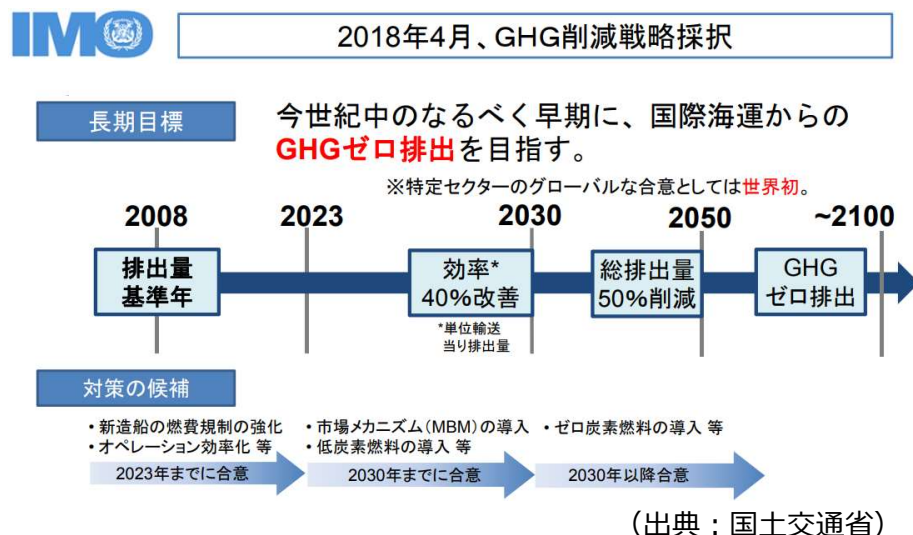 IMO
2018年4月、GHG削減戦略採択
長期目標
今世紀中のなるべく早期に、国際海運からの
GHGゼロ排出を目指す。
※特定セクターのグローバルな合意としては世界初。
2008
2023
2030
2050
~2100
排出量
基準年
効率*
40%改善
*単位輸送
当り排出量
総排出量
50%削減
GHG
ゼロ排出
対策の候補
・新造船の燃費規制の強化
・オペレーション効率化 等
2023年までに合意
・市場メカニズム(MBM)の導入
・低炭素燃料の導入 等
2030年までに合意
・ゼロ炭素燃料の導入 等
2030年以降合意
(出典:国土交通省)